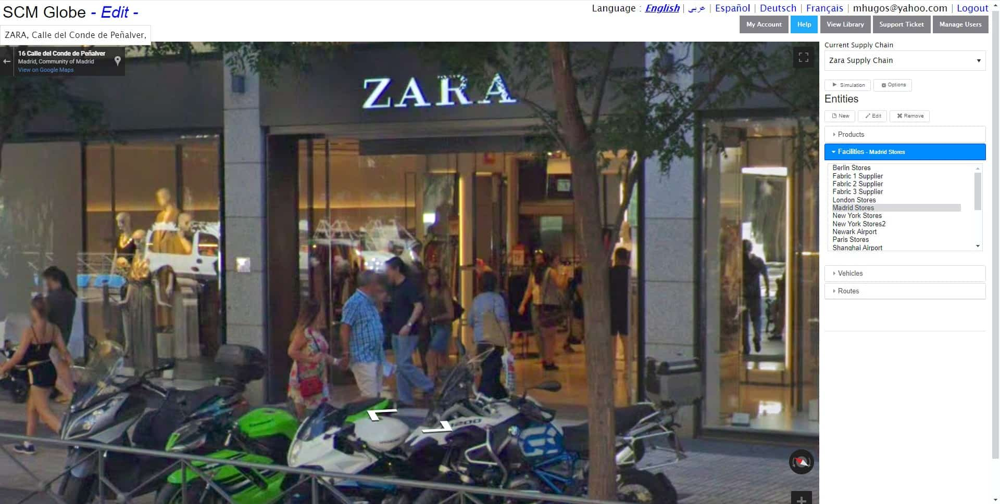 SCM Globe - Edit -
Language : English | عربي | Español | Deutsch | Français | mhugos@yahoo.com | Logout
My Account Help View Library Support Ticket Manage Users
ZARA, Calle del Conde de Peñalver,
16 Calle del Conde de Peñalver
Madrid, Community of Madrid
View on Google Maps
ZARA
1200
Current Supply Chain
Zara Supply Chain
Simulation Options
Entities
New Edit Remove
Products
Facilities - Madrid Stores
Berlin Stores
Fabric 1 Supplier
Fabric 2 Supplier
Fabric 3 Supplier
London Stores
Madrid Stores
New York Stores
New York Stores2
Newark Airport
Paris Stores
Shanghai Airport
Vehicles
Routes